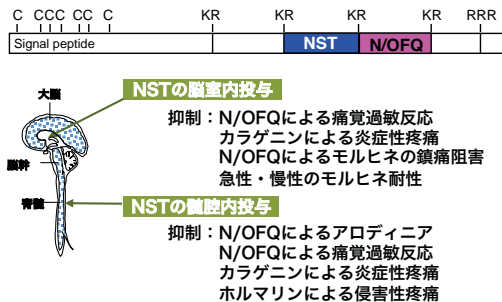 C CCC CC C KR KR KR KR RRR
Signal peptide NST N/OFQ
NSTの脳室内投与
大脳
抑制：N/OFQによる痛覚過敏反応
カラゲニンによる炎症性疼痛
N/OFQによるモルヒネの鎮痛阻害
脳幹
急性・慢性のモルヒネ耐性
脊髄
NSTの髄腔内投与
抑制：N/OFQによるアロディニア
N/OFQによる痛覚過敏反応
カラゲニンによる炎症性疼痛
ホルマリンによる侵害性疼痛